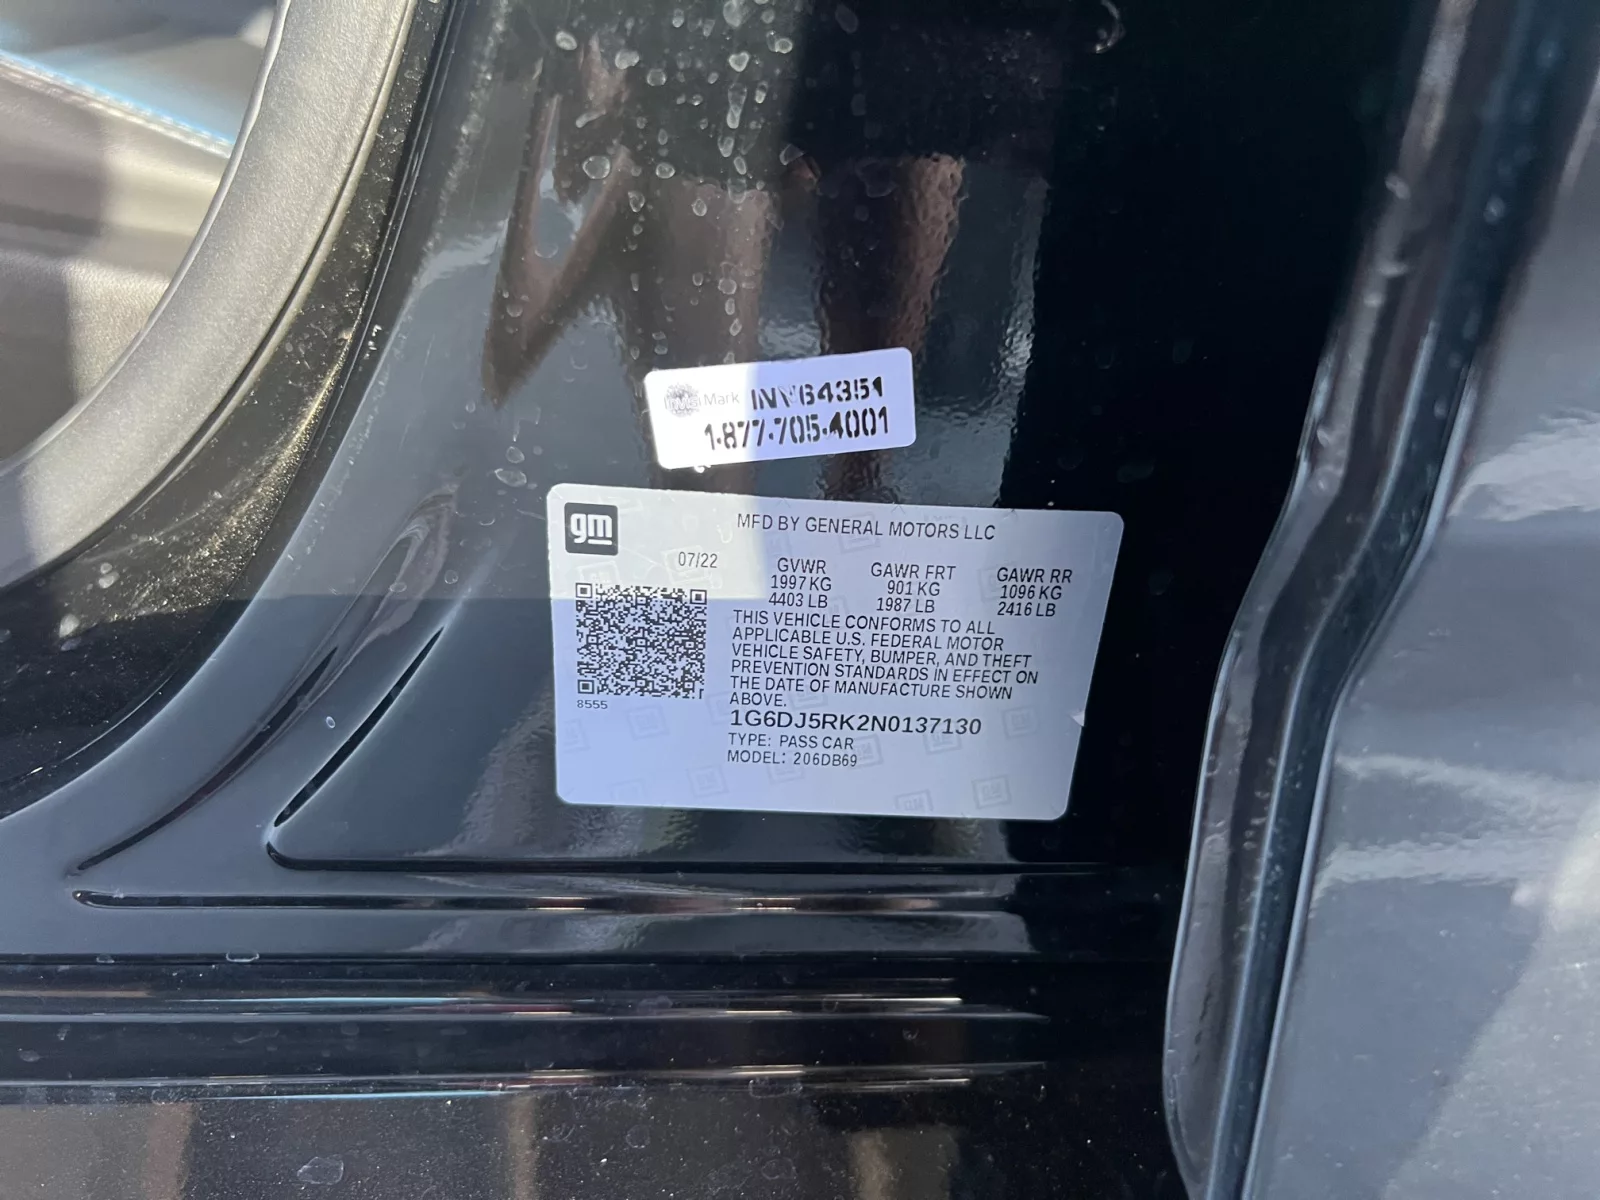 Mark INV64351
1-877-705-4001
gm
MFD BY GENERAL MOTORS LLC
07/22
GVWR GAWR FRT GAWR RR
1997 KG 901 KG 1096 KG
4403 LB 1987 LB 2416 LB
THIS VEHICLE CONFORMS TO ALL
APPLICABLE U.S. FEDERAL MOTOR
VEHICLE SAFETY, BUMPER, AND THEFT
PREVENTION STANDARDS IN EFFECT ON
THE DATE OF MANUFACTURE SHOWN
ABOVE.
8555
1G6DJ5RK2N0137130
TYPE: PASS CAR
MODEL: 206DB69